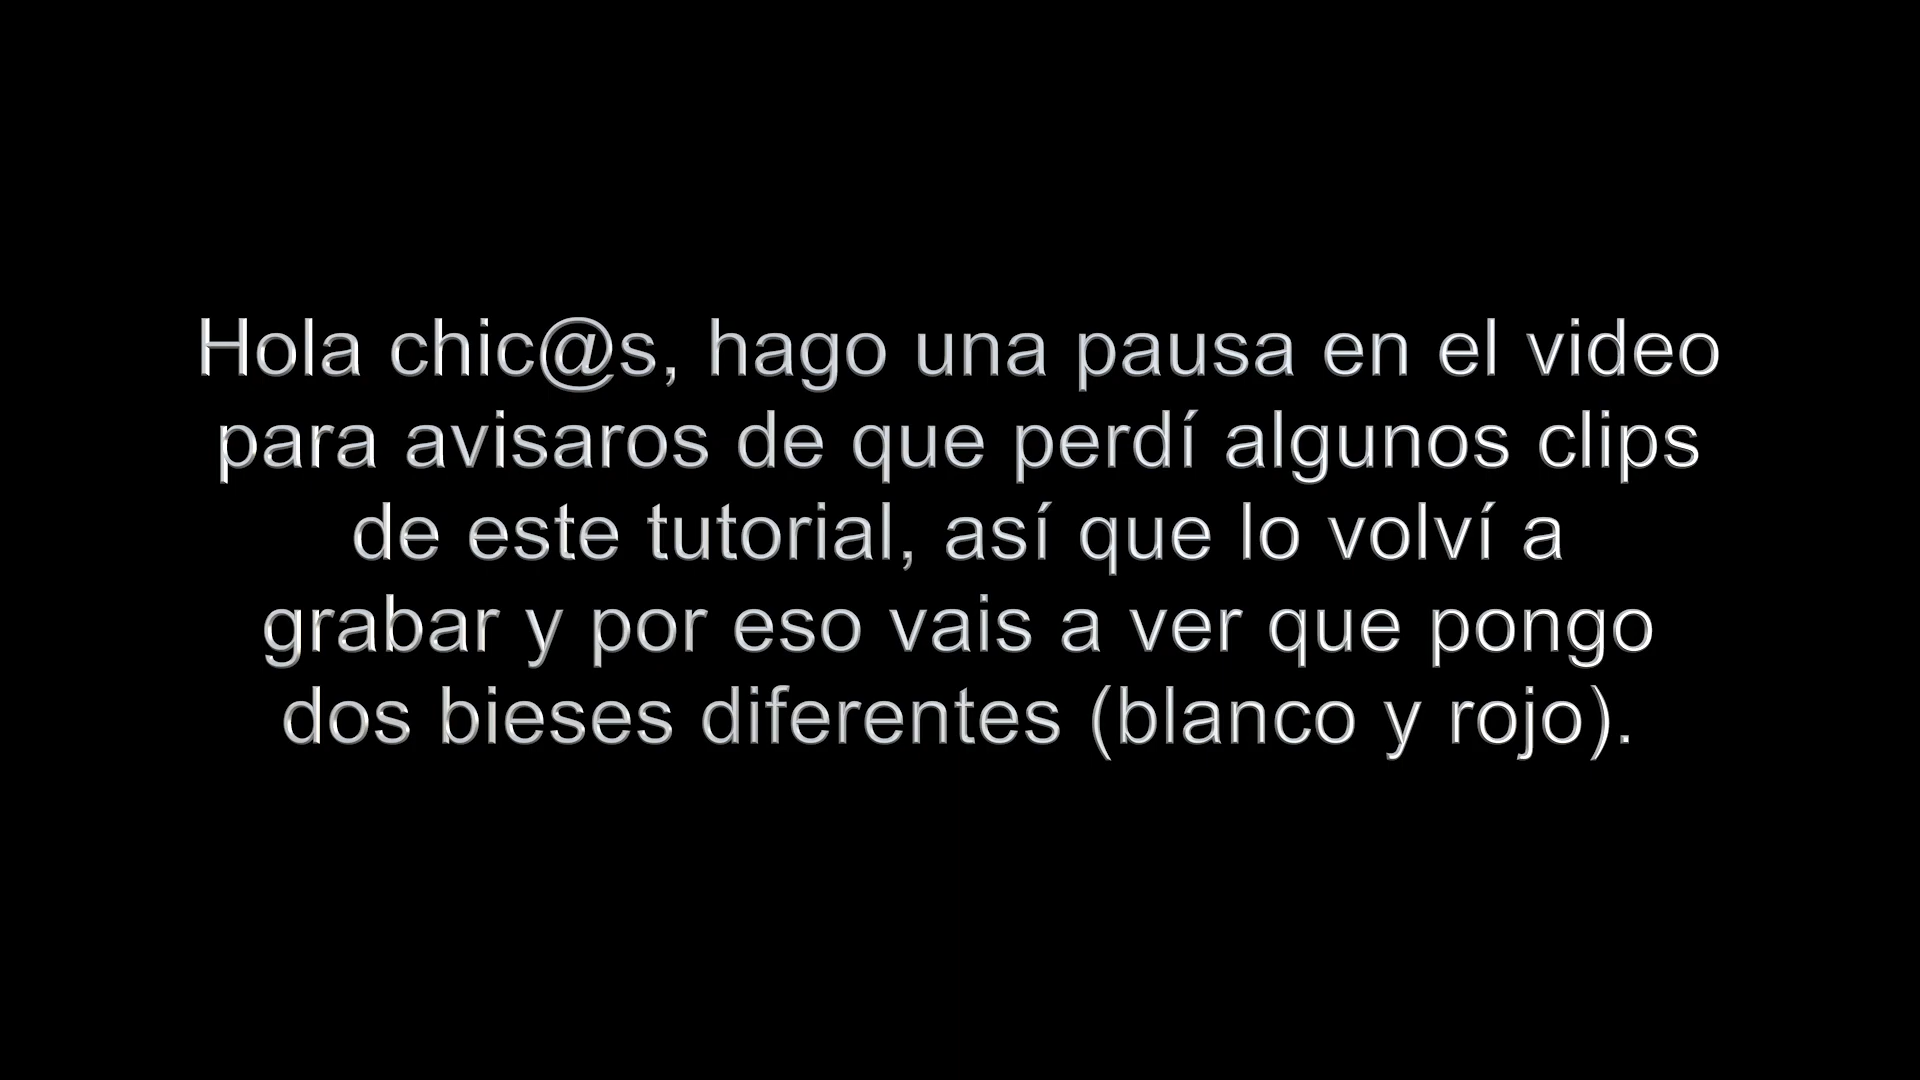 Hola chic@s, hago una pausa en el video
para avisaros de que perdí algunos clips
de este tutorial, así que lo volví a
grabar y por eso vais a ver que pongo
dos bieses diferentes (blanco y rojo).